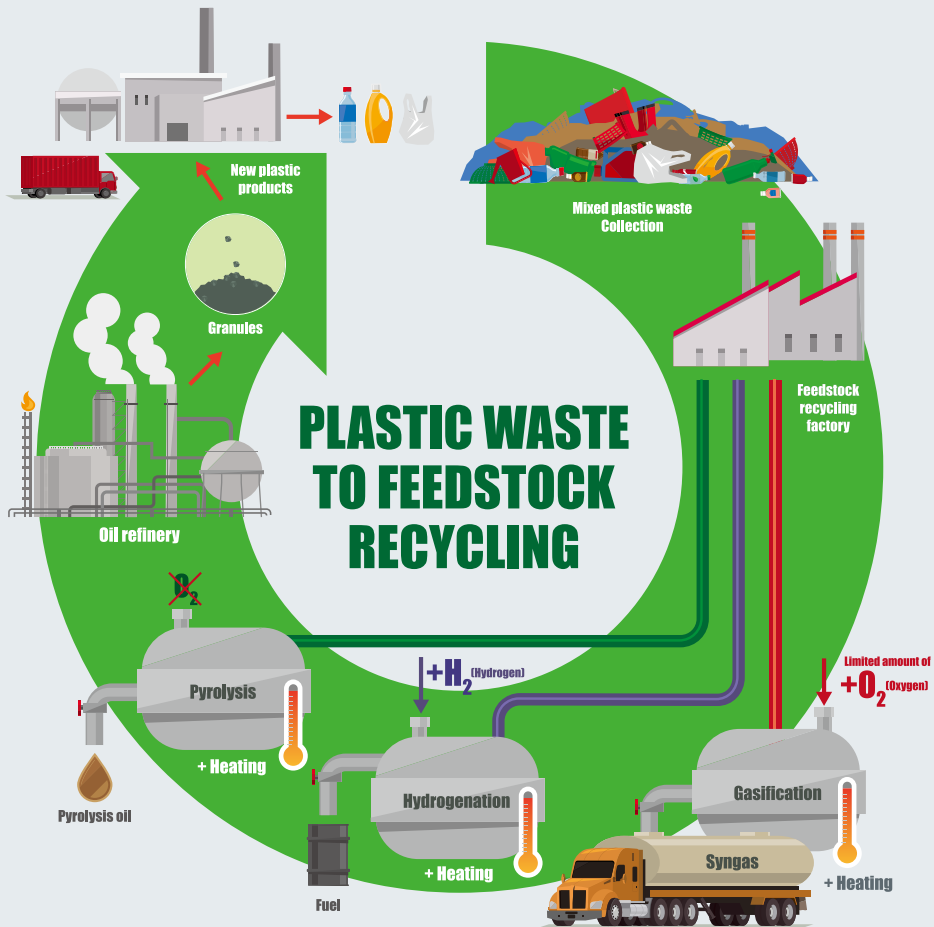 New plastic
products
Mixed plastic waste
Collection
Granules
Feedstock
recycling
factory
PLASTIC WASTE
TO FEEDSTOCK
RECYCLING
Oil refinery
O2
Pyrolysis
+ Heating
Pyrolysis oil
+H2 (Hydrogen)
Hydrogenation
+ Heating
Fuel
Limited amount of
+O2 (Oxygen)
Gasification
Syngas
+ Heating